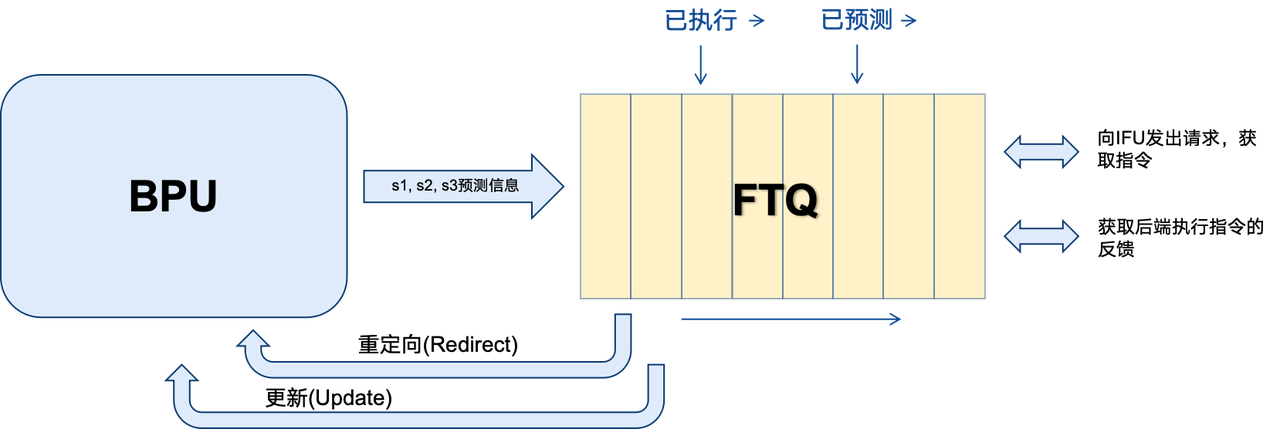 已执行
已预测
BPU
s1, s2, s3预测信息
FTQ
向IFU发出请求，获
取指令
获取后端执行指令的
反馈
重定向(Redirect)
更新(Update)